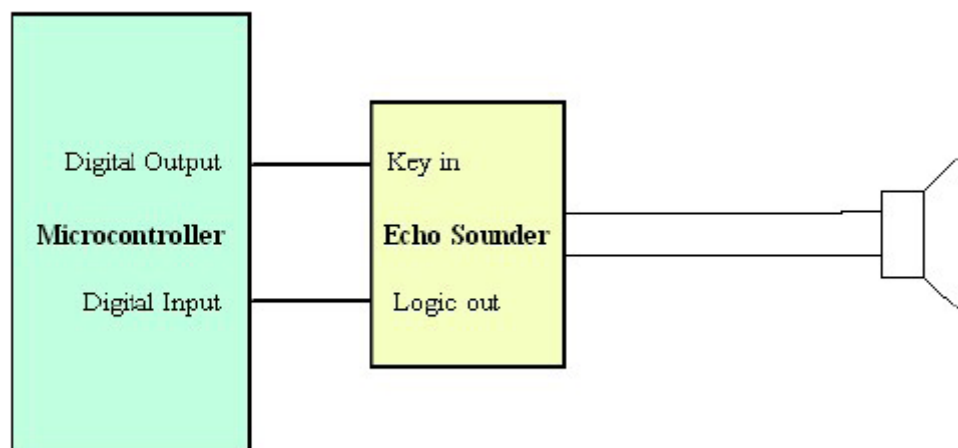 Digital Output
Key in
Microcontroller
Echo Sounder
Digital Input
Logic out